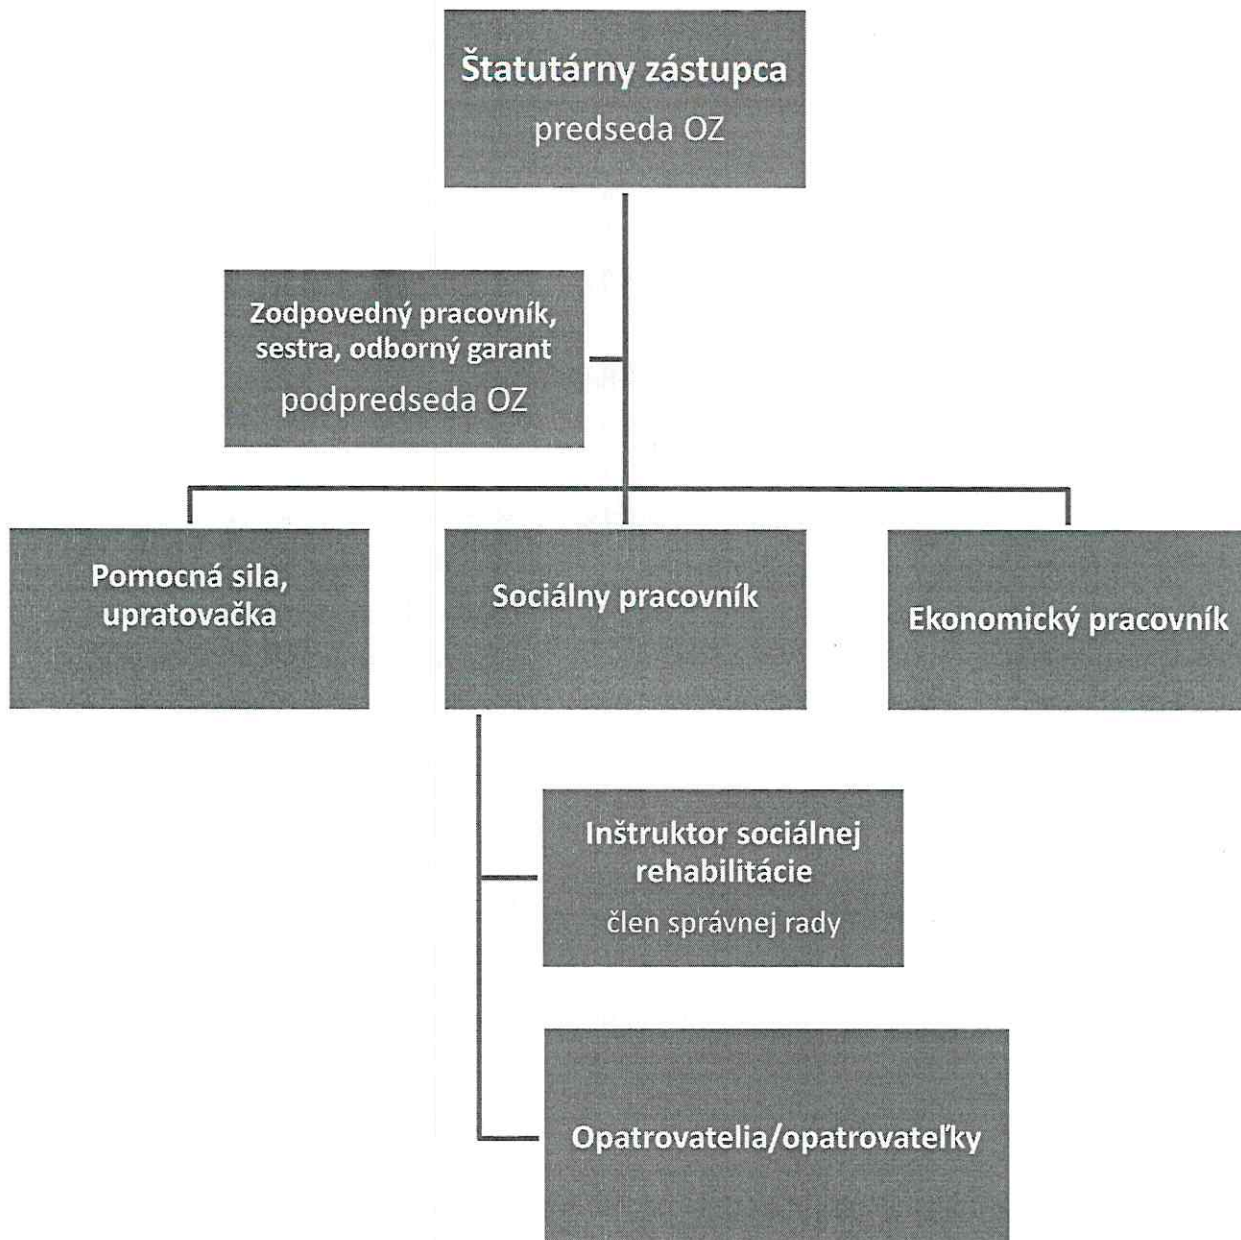 Štatutárny zástupca
predseda OZ
Zodpovedný pracovník,
sestra, odborný garant
podpredseda OZ
Pomocná sila,
upratovačka
Sociálny pracovník
Ekonomický pracovník
Inštruktor sociálnej
rehabilitácie
člen správnej rady
Opatrovatelia/opatrovateľky